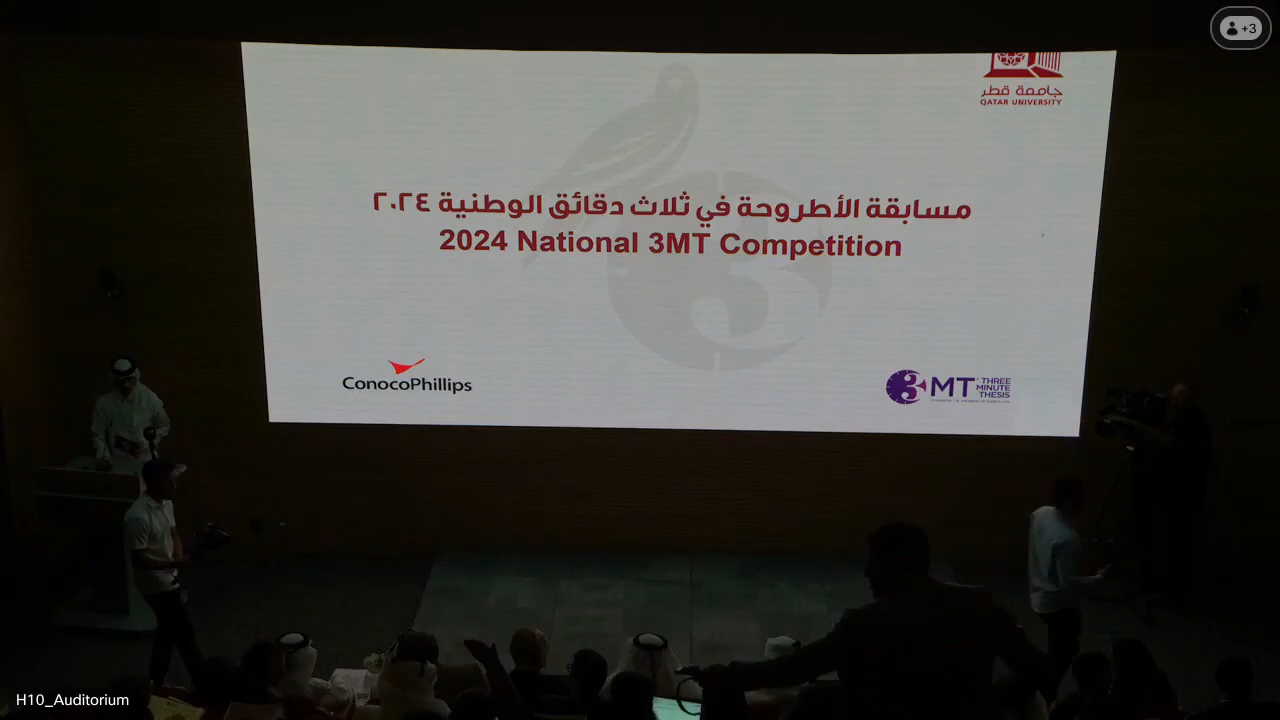 +3
جامعة قطر
QATAR UNIVERSITY
مسابقة الأطروحة في ثلاث دقائق الوطنية ٢٠٢٤
2024 National 3MT Competition
ConocoPhillips
3MT THREE
MINUTE
THESIS
H10_Auditorium